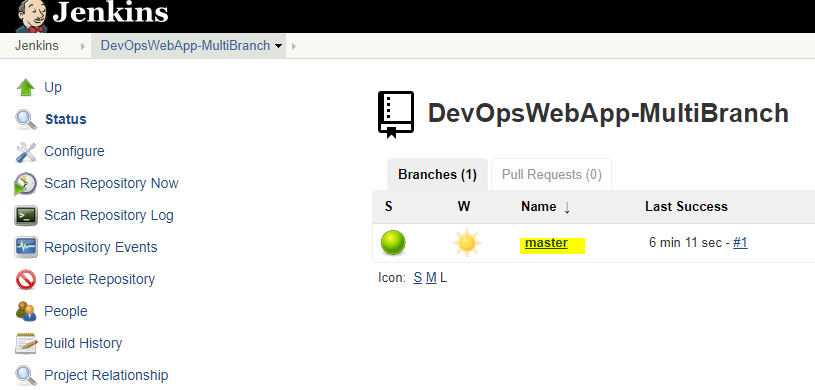 Jenkins
Jenkins DevOpsWebApp-MultiBranch
Up
Status
Configure
Scan Repository Now
Scan Repository Log
Repository Events
Delete Repository
People
Build History
Project Relationship
DevOpsWebApp-MultiBranch
Branches (1) Pull Requests (0)
S W Name ↓ Last Success
master 6 min 11 sec - #1
Icon: S M L